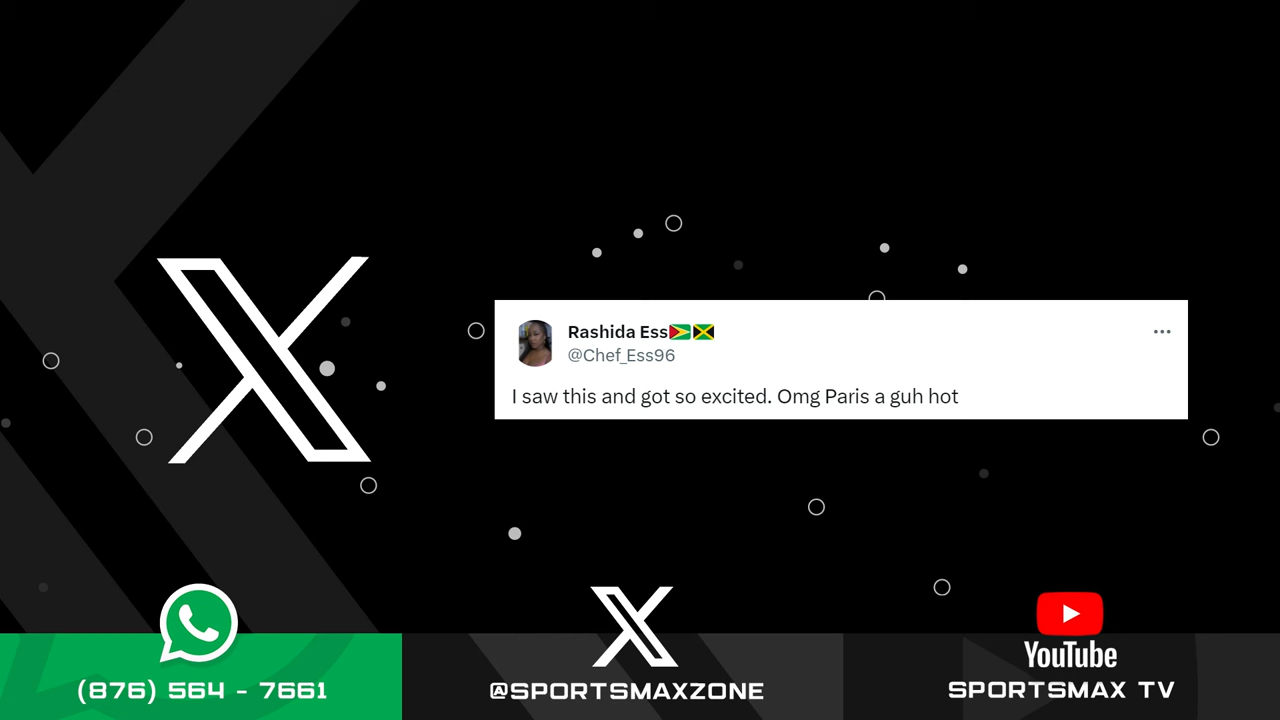 Rashida Ess🇬🇾🇯🇲
@Chef_Ess96
I saw this and got so excited. Omg Paris a guh hot
(876) 564 - 7661
@SPORTSMAXZONE
YouTube
SPORTSMAX TV